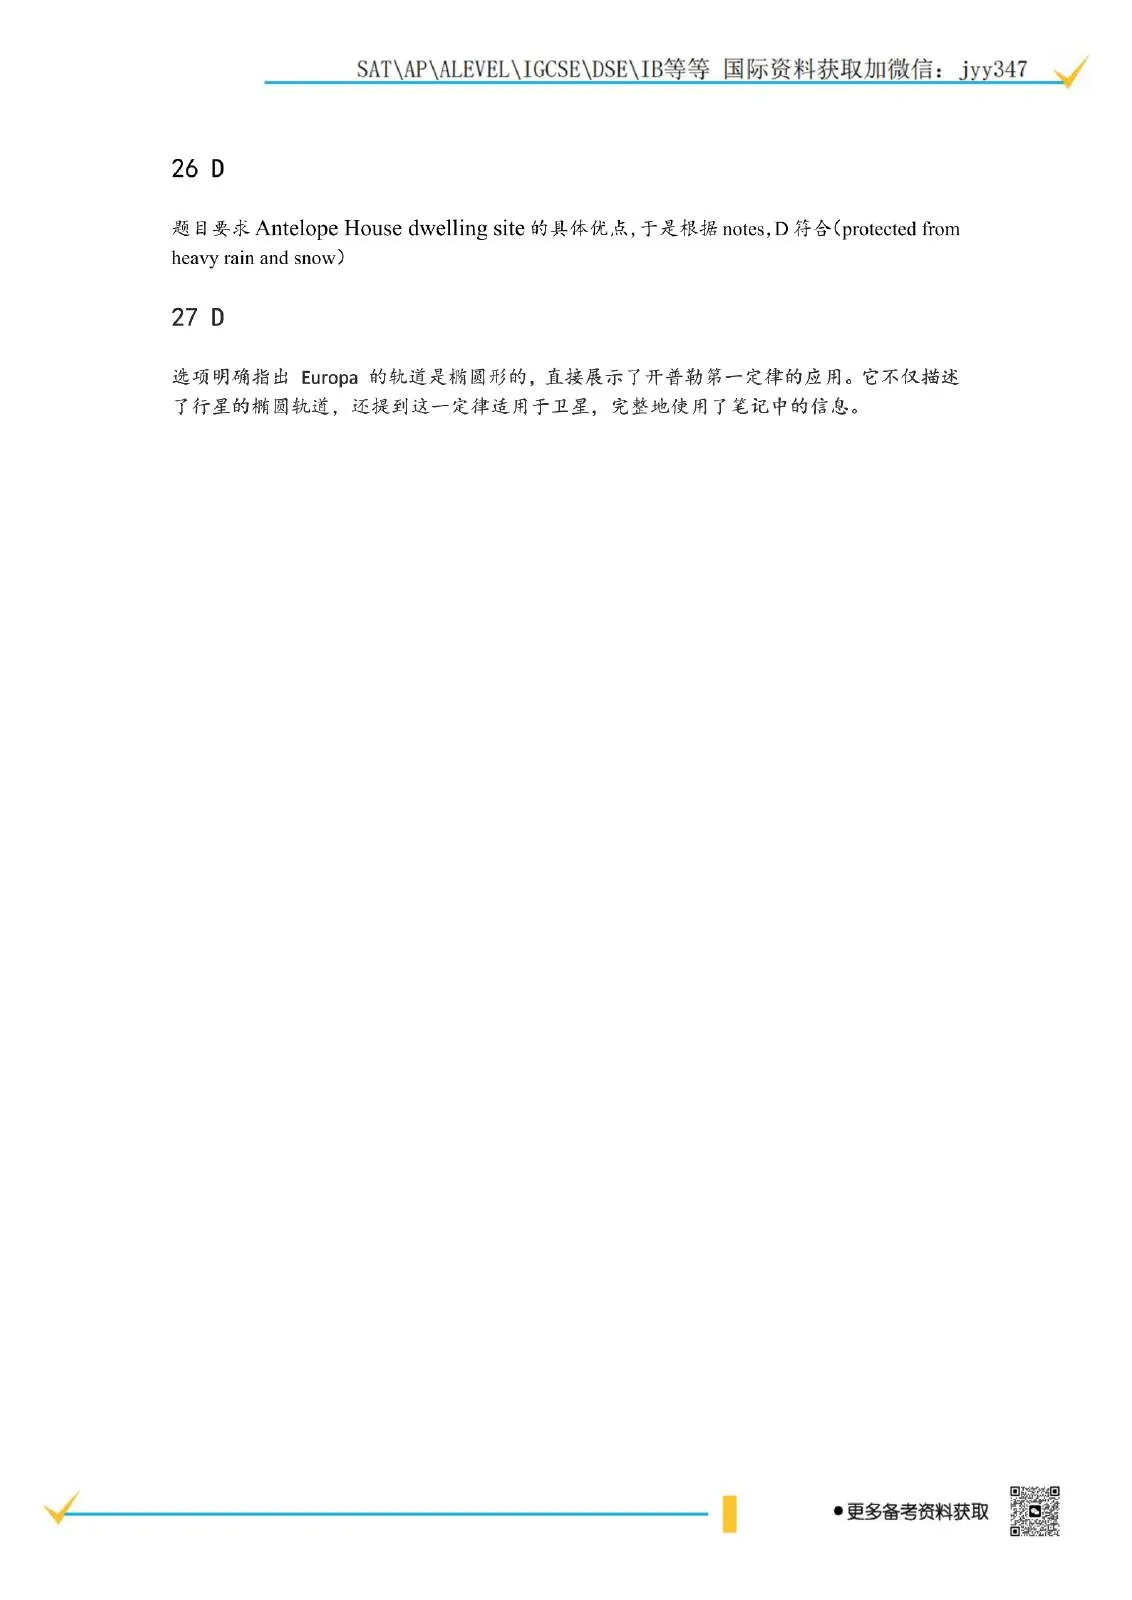 SAT\AP\ALEVEL\IGCSE\DSE\IB等等 国际资料获取加微信：jyy347
26 D
题目要求 Antelope House dwelling site 的具体优点，于是根据 notes，D 符合（protected from
heavy rain and snow）
27 D
选项明确指出 Europa 的轨道是椭圆形的，直接展示了开普勒第一定律的应用。它不仅描述
了行星的椭圆轨道，还提到这一定律适用于卫星，完整地使用了笔记中的信息。
●更多备考资料获取